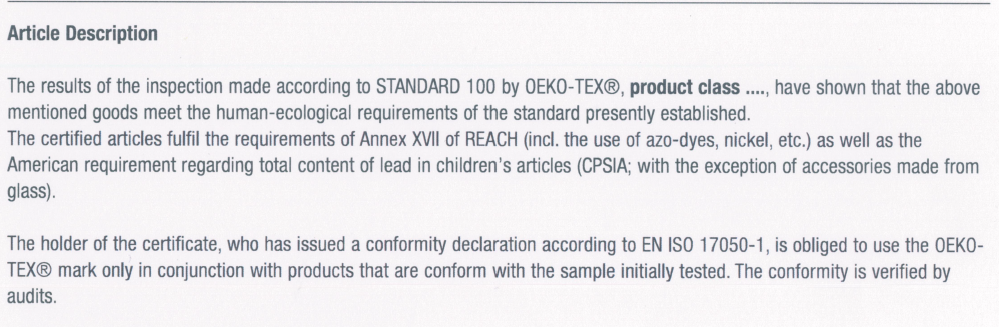 Article Description
The results of the inspection made according to STANDARD 100 by OEKO-TEX®, product class ...., have shown that the above
mentioned goods meet the human-ecological requirements of the standard presently established.
The certified articles fulfil the requirements of Annex XVII of REACH (incl. the use of azo-dyes, nickel, etc.) as well as the
American requirement regarding total content of lead in children's articles (CPSIA; with the exception of accessories made from
glass).
The holder of the certificate, who has issued a conformity declaration according to EN ISO 17050-1, is obliged to use the OEKO-
TEX® mark only in conjunction with products that are conform with the sample initially tested. The conformity is verified by
audits.